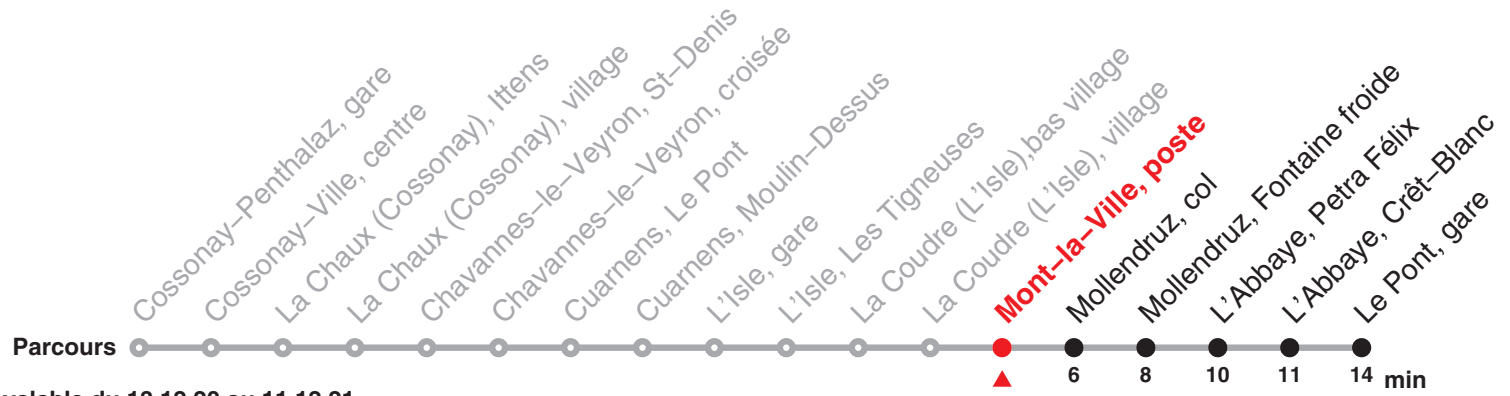 Cossonay–Penthalaz, gare
Cossonay–Ville, centre
La Chaux (Cossonay), Ittens
La Chaux (Cossonay), village
Chavannes–le–Veyron, St–Denis
Chavannes–le–Veyron, croisée
Cuarnens, Le Pont
Cuarnens, Moulin–Dessus
L'Isle, gare
L'Isle, Les Tigneuses
La Coudre (L'Isle),bas village
La Coudre (L'Isle), village
Mont–la–Ville, poste
Mollendruz, col
Mollendruz, Fontaine froide
L'Abbaye, Petra Félix
L'Abbaye, Crêt–Blanc
Le Pont, gare
Parcours
6 8 10 11 14 min